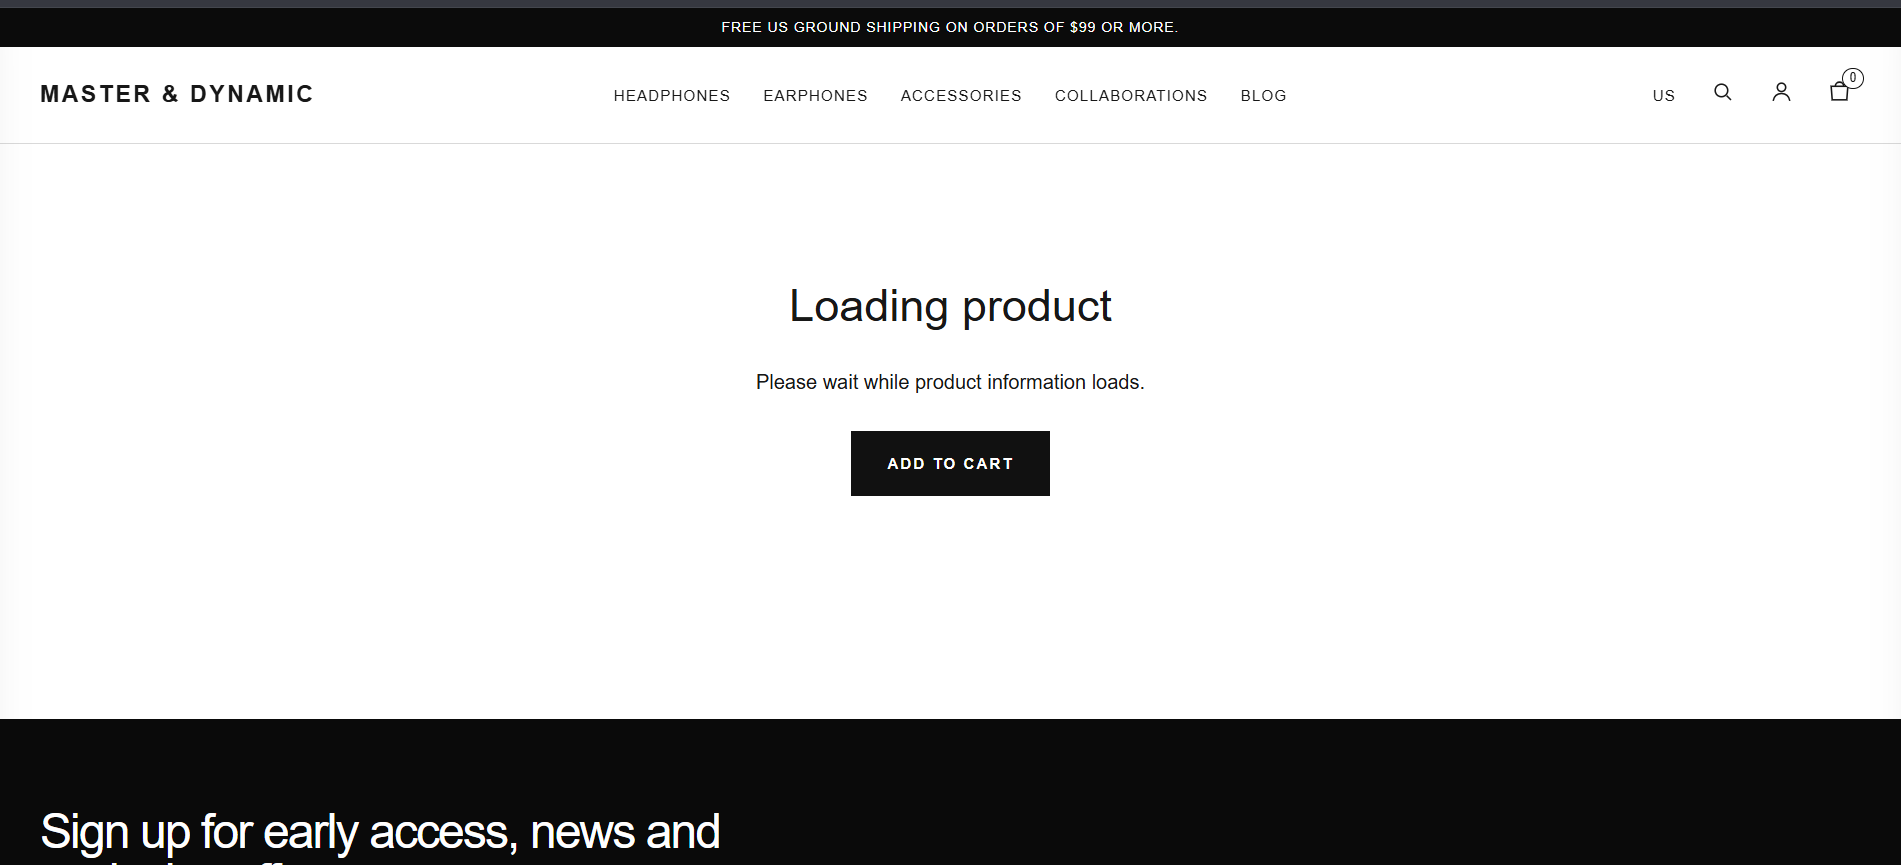 FREE US GROUND SHIPPING ON ORDERS OF $99 OR MORE.
MASTER & DYNAMIC
HEADPHONES EARPHONES ACCESSORIES COLLABORATIONS BLOG
US 0
Loading product
Please wait while product information loads.
ADD TO CART
Sign up for early access, news and